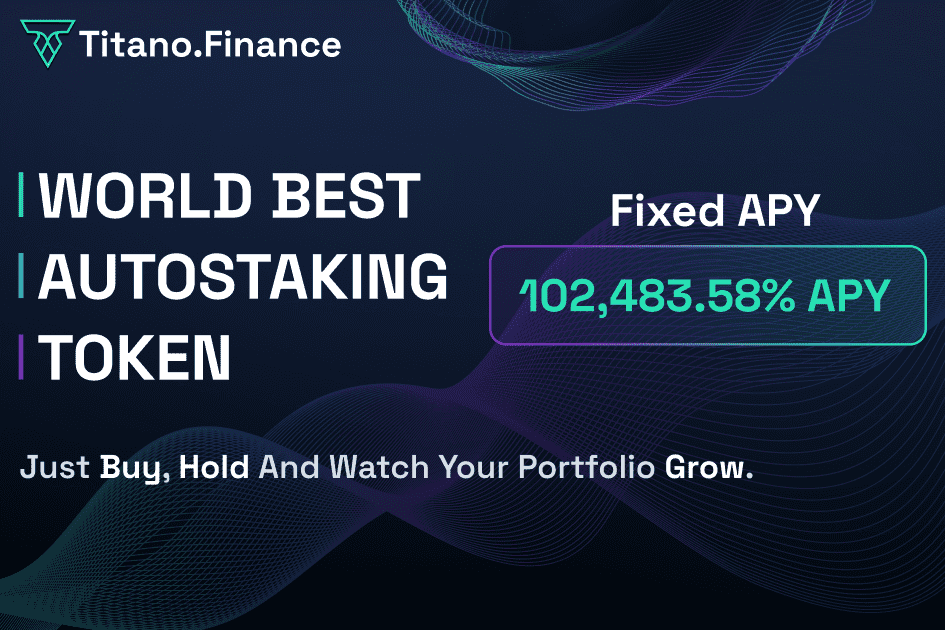 Titano.Finance
WORLD BEST
AUTOSTAKING
TOKEN
Fixed APY
102,483.58% APY
Just Buy, Hold And Watch Your Portfolio Grow.